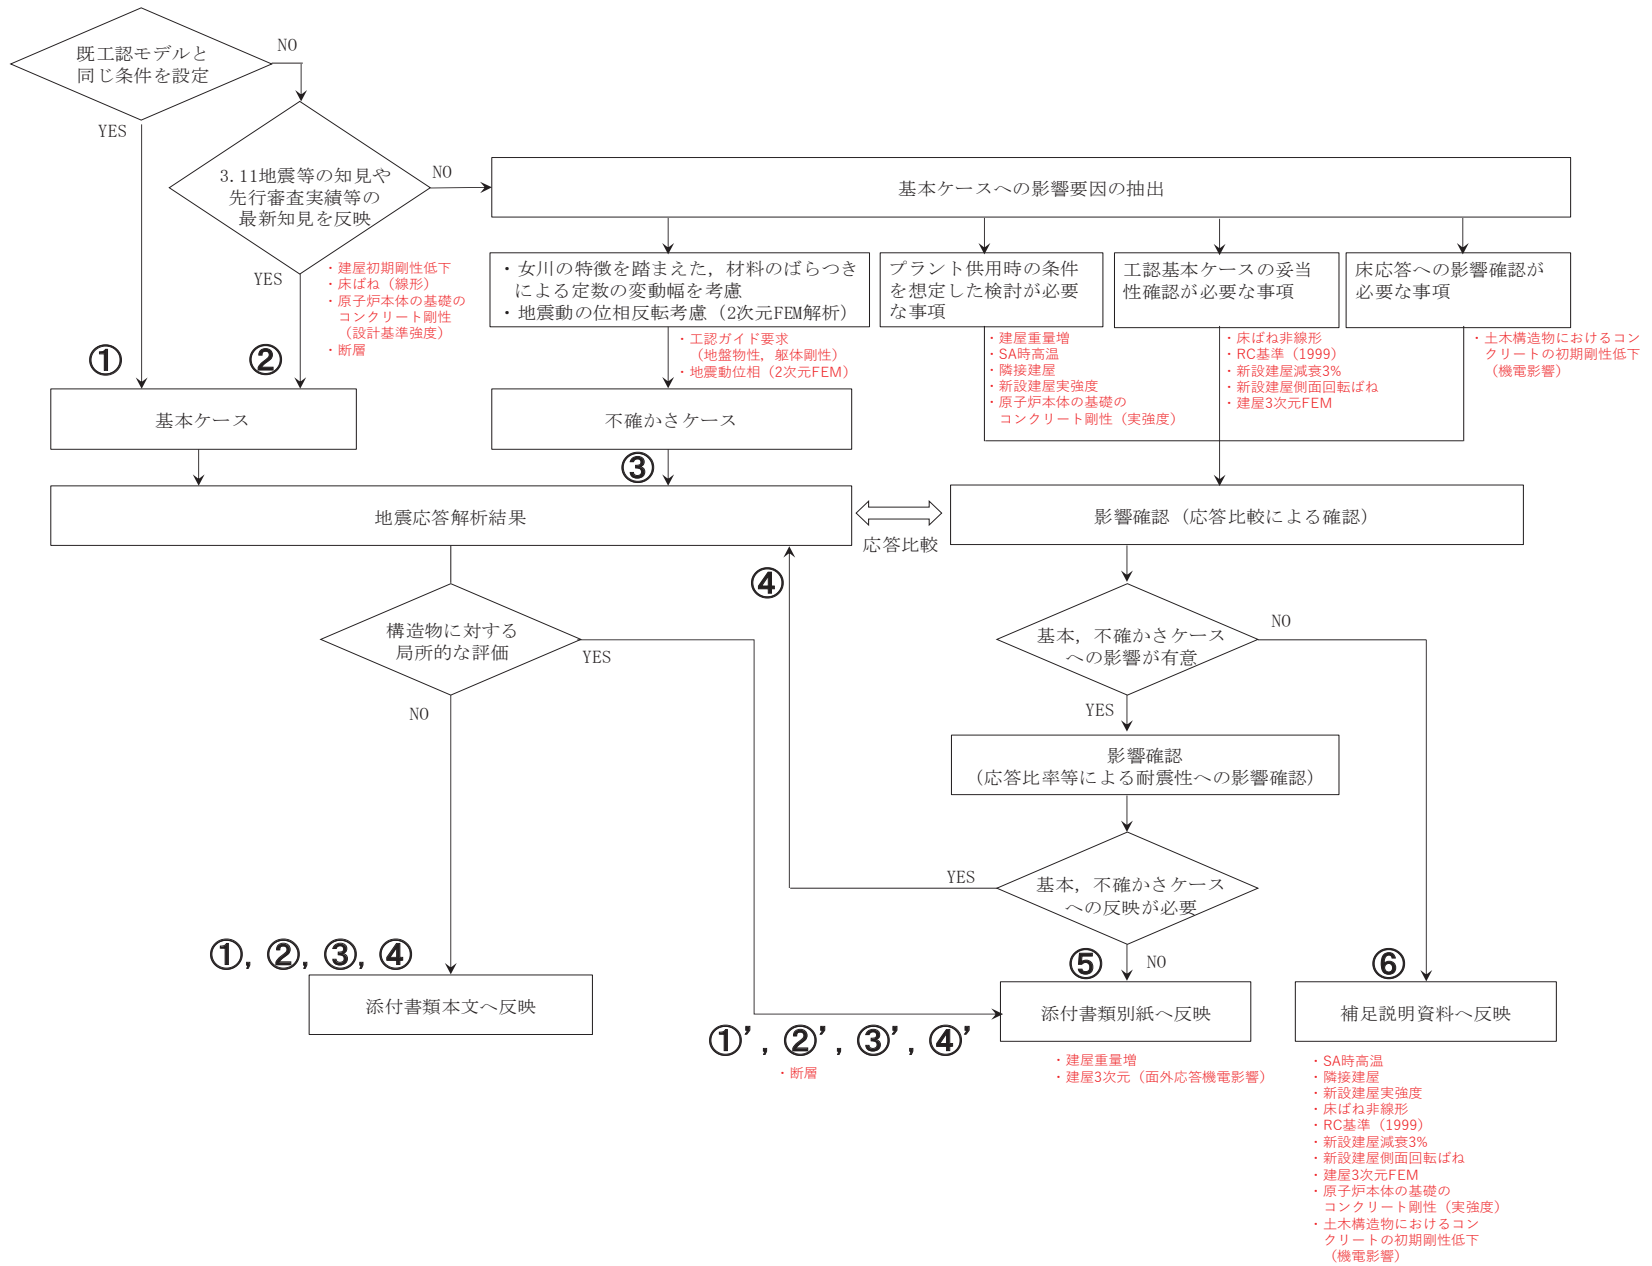 既工認モデルと
同じ条件を設定
NO
YES
3.11地震等の知見や
先行審査実績等の
最新知見を反映
NO
YES
・建屋初期剛性低下
・床ばね（線形）
・原子炉本体の基礎の
コンクリート剛性
（設計基準強度）
・断層
①
②
基本ケースへの影響要因の抽出
・女川の特徴を踏まえた，材料のばらつき
による定数の変動幅を考慮
・地震動の位相反転考慮（2次元FEM解析）
プラント供用時の条件
を想定した検討が必要
な事項
工認基本ケースの妥当
性確認が必要な事項
床応答への影響確認が
必要な事項
・工認ガイド要求
（地盤物性，躯体剛性）
・地震動位相（2次元FEM）
・建屋重量増
・SA時高温
・隣接建屋
・新設建屋実強度
・原子炉本体の基礎の
コンクリート剛性（実強度）
・床ばね非線形
・RC基準（1999）
・新設建屋減衰3%
・新設建屋側面回転ばね
・建屋3次元FEM
・土木構造物におけるコン
クリートの初期剛性低下
（機電影響）
基本ケース
不確かさケース
③
地震応答解析結果
応答比較
影響確認（応答比較による確認）
④
構造物に対する
局所的な評価
YES
NO
基本，不確かさケース
への影響が有意
NO
YES
影響確認
（応答比率等による耐震性への影響確認）
基本，不確かさケース
への反映が必要
YES
NO
①，②，③，④
添付書類本文へ反映
①’，②’，③’，④’
・断層
⑤
添付書類別紙へ反映
・建屋重量増
・建屋3次元（面外応答機電影響）
⑥
補足説明資料へ反映
・SA時高温
・隣接建屋
・新設建屋実強度
・床ばね非線形
・RC基準（1999）
・新設建屋減衰3%
・新設建屋側面回転ばね
・建屋3次元FEM
・原子炉本体の基礎の
コンクリート剛性（実強度）
・土木構造物におけるコン
クリートの初期剛性低下
（機電影響）